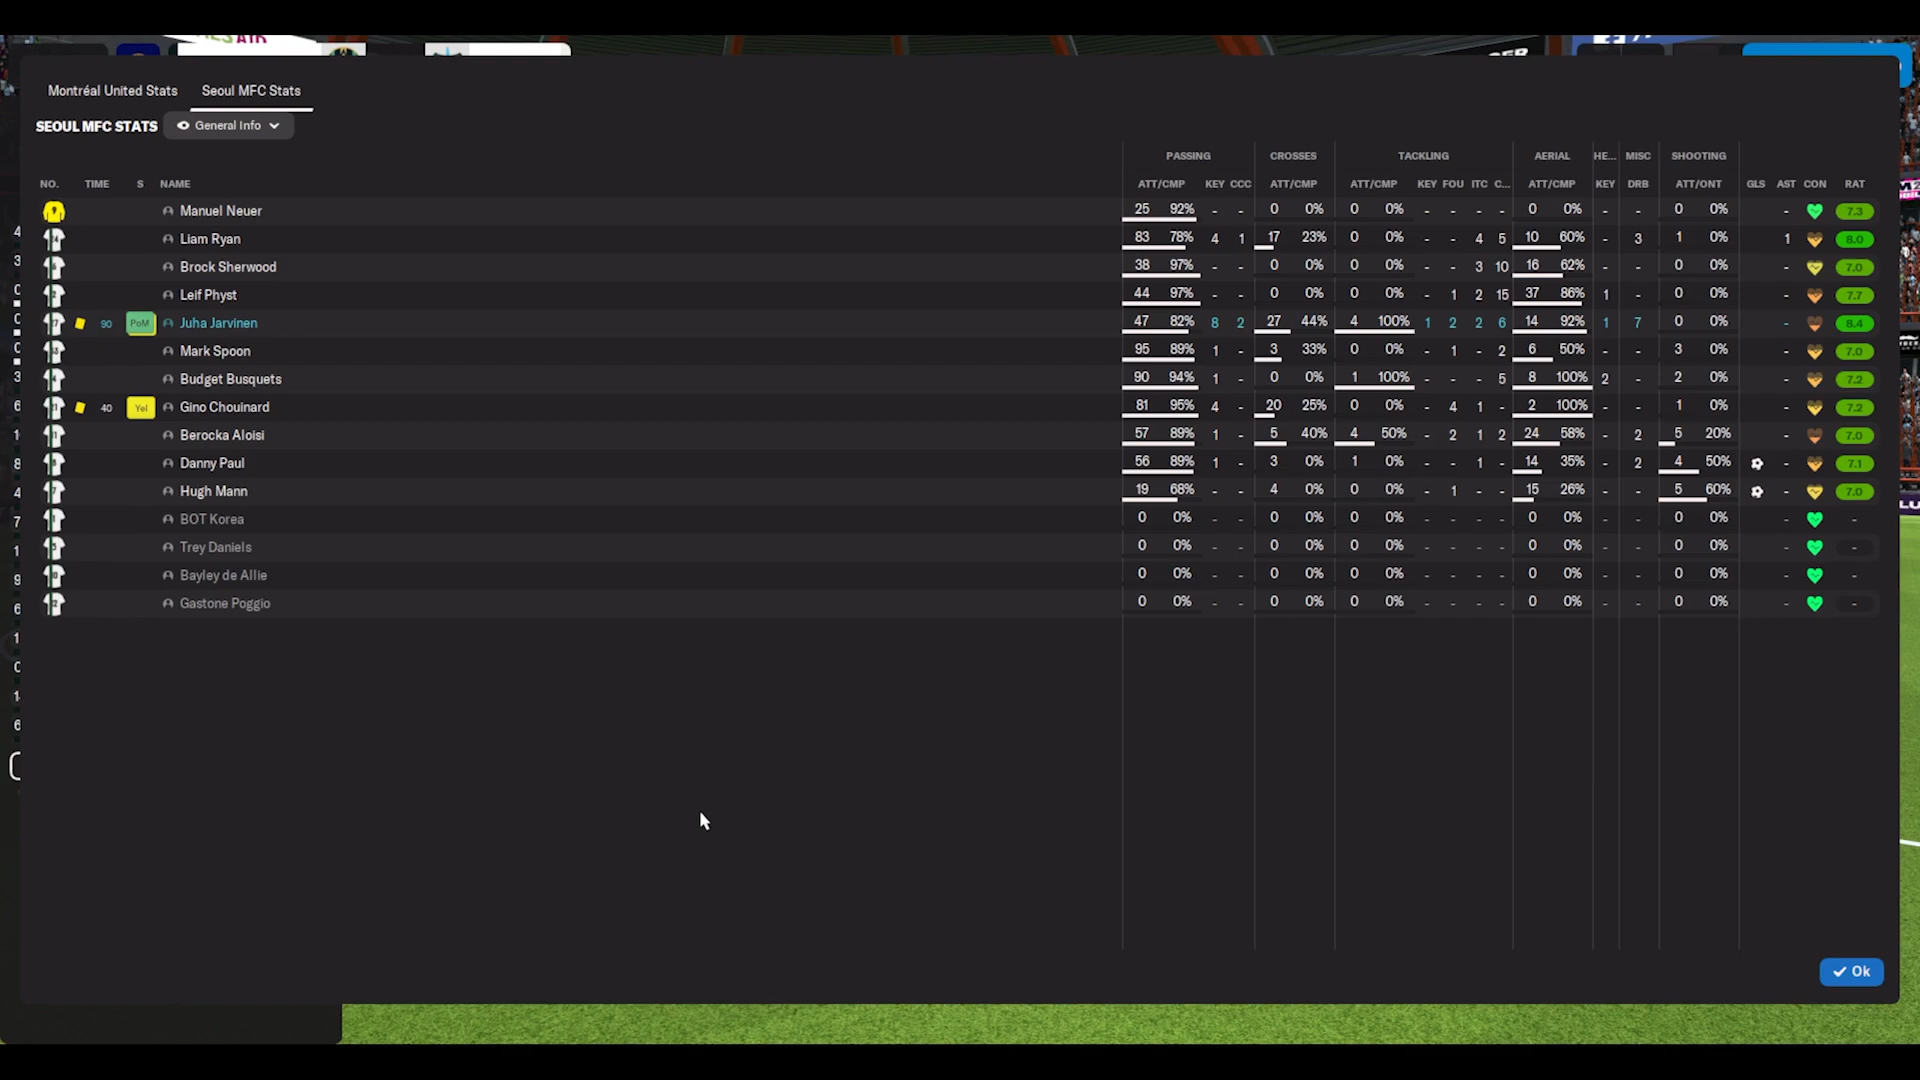 Montréal United Stats Seoul MFC Stats
SEOUL MFC STATS General Info
PASSING CROSSES TACKLING AERIAL HE... MISC SHOOTING
NO. TIME S NAME ATT/CMP KEY CCC ATT/CMP ATT/CMP KEY FOU ITC C... ATT/CMP KEY DRB ATT/ONT GLS AST CON RAT
Manuel Neuer 25 92% - - 0 0% 0 0% - - - - 0 0% - - 0 0% - 7.3
Liam Ryan 83 78% 4 1 17 23% 0 0% - - 4 5 10 60% - 3 1 0% 1 8.0
Brock Sherwood 38 97% - - 0 0% 0 0% - - 3 10 16 62% - - 0 0% - 7.0
Leif Physt 44 97% - - 0 0% 0 0% - 1 2 15 37 86% 1 - 0 0% - 7.7
90 PoM Juha Jarvinen 47 82% 8 2 27 44% 4 100% 1 2 2 6 14 92% 1 7 0 0% - 8.4
Mark Spoon 95 89% 1 - 3 33% 0 0% - 1 - 2 6 50% - - 3 0% - 7.0
Budget Busquets 90 94% 1 - 0 0% 1 100% - - - 5 8 100% 2 - 2 0% - 7.2
40 Yel Gino Chouinard 81 95% 4 - 20 25% 0 0% - 4 1 - 2 100% - - 1 0% - 7.2
Berocka Aloisi 57 89% 1 - 5 40% 4 50% - 2 1 2 24 58% - 2 5 20% - 7.0
Danny Paul 56 89% 1 - 3 0% 1 0% - - 1 - 14 35% - 2 4 50% - 7.1
Hugh Mann 19 68% - - 4 0% 0 0% - 1 - - 15 26% - - 5 60% - 7.0
BOT Korea 0 0% - - 0 0% 0 0% - - - - 0 0% - - 0 0% - -
Trey Daniels 0 0% - - 0 0% 0 0% - - - - 0 0% - - 0 0% - -
Bayley de Allie 0 0% - - 0 0% 0 0% - - - - 0 0% - - 0 0% - -
Gastone Poggio 0 0% - - 0 0% 0 0% - - - - 0 0% - - 0 0% - -
Ok